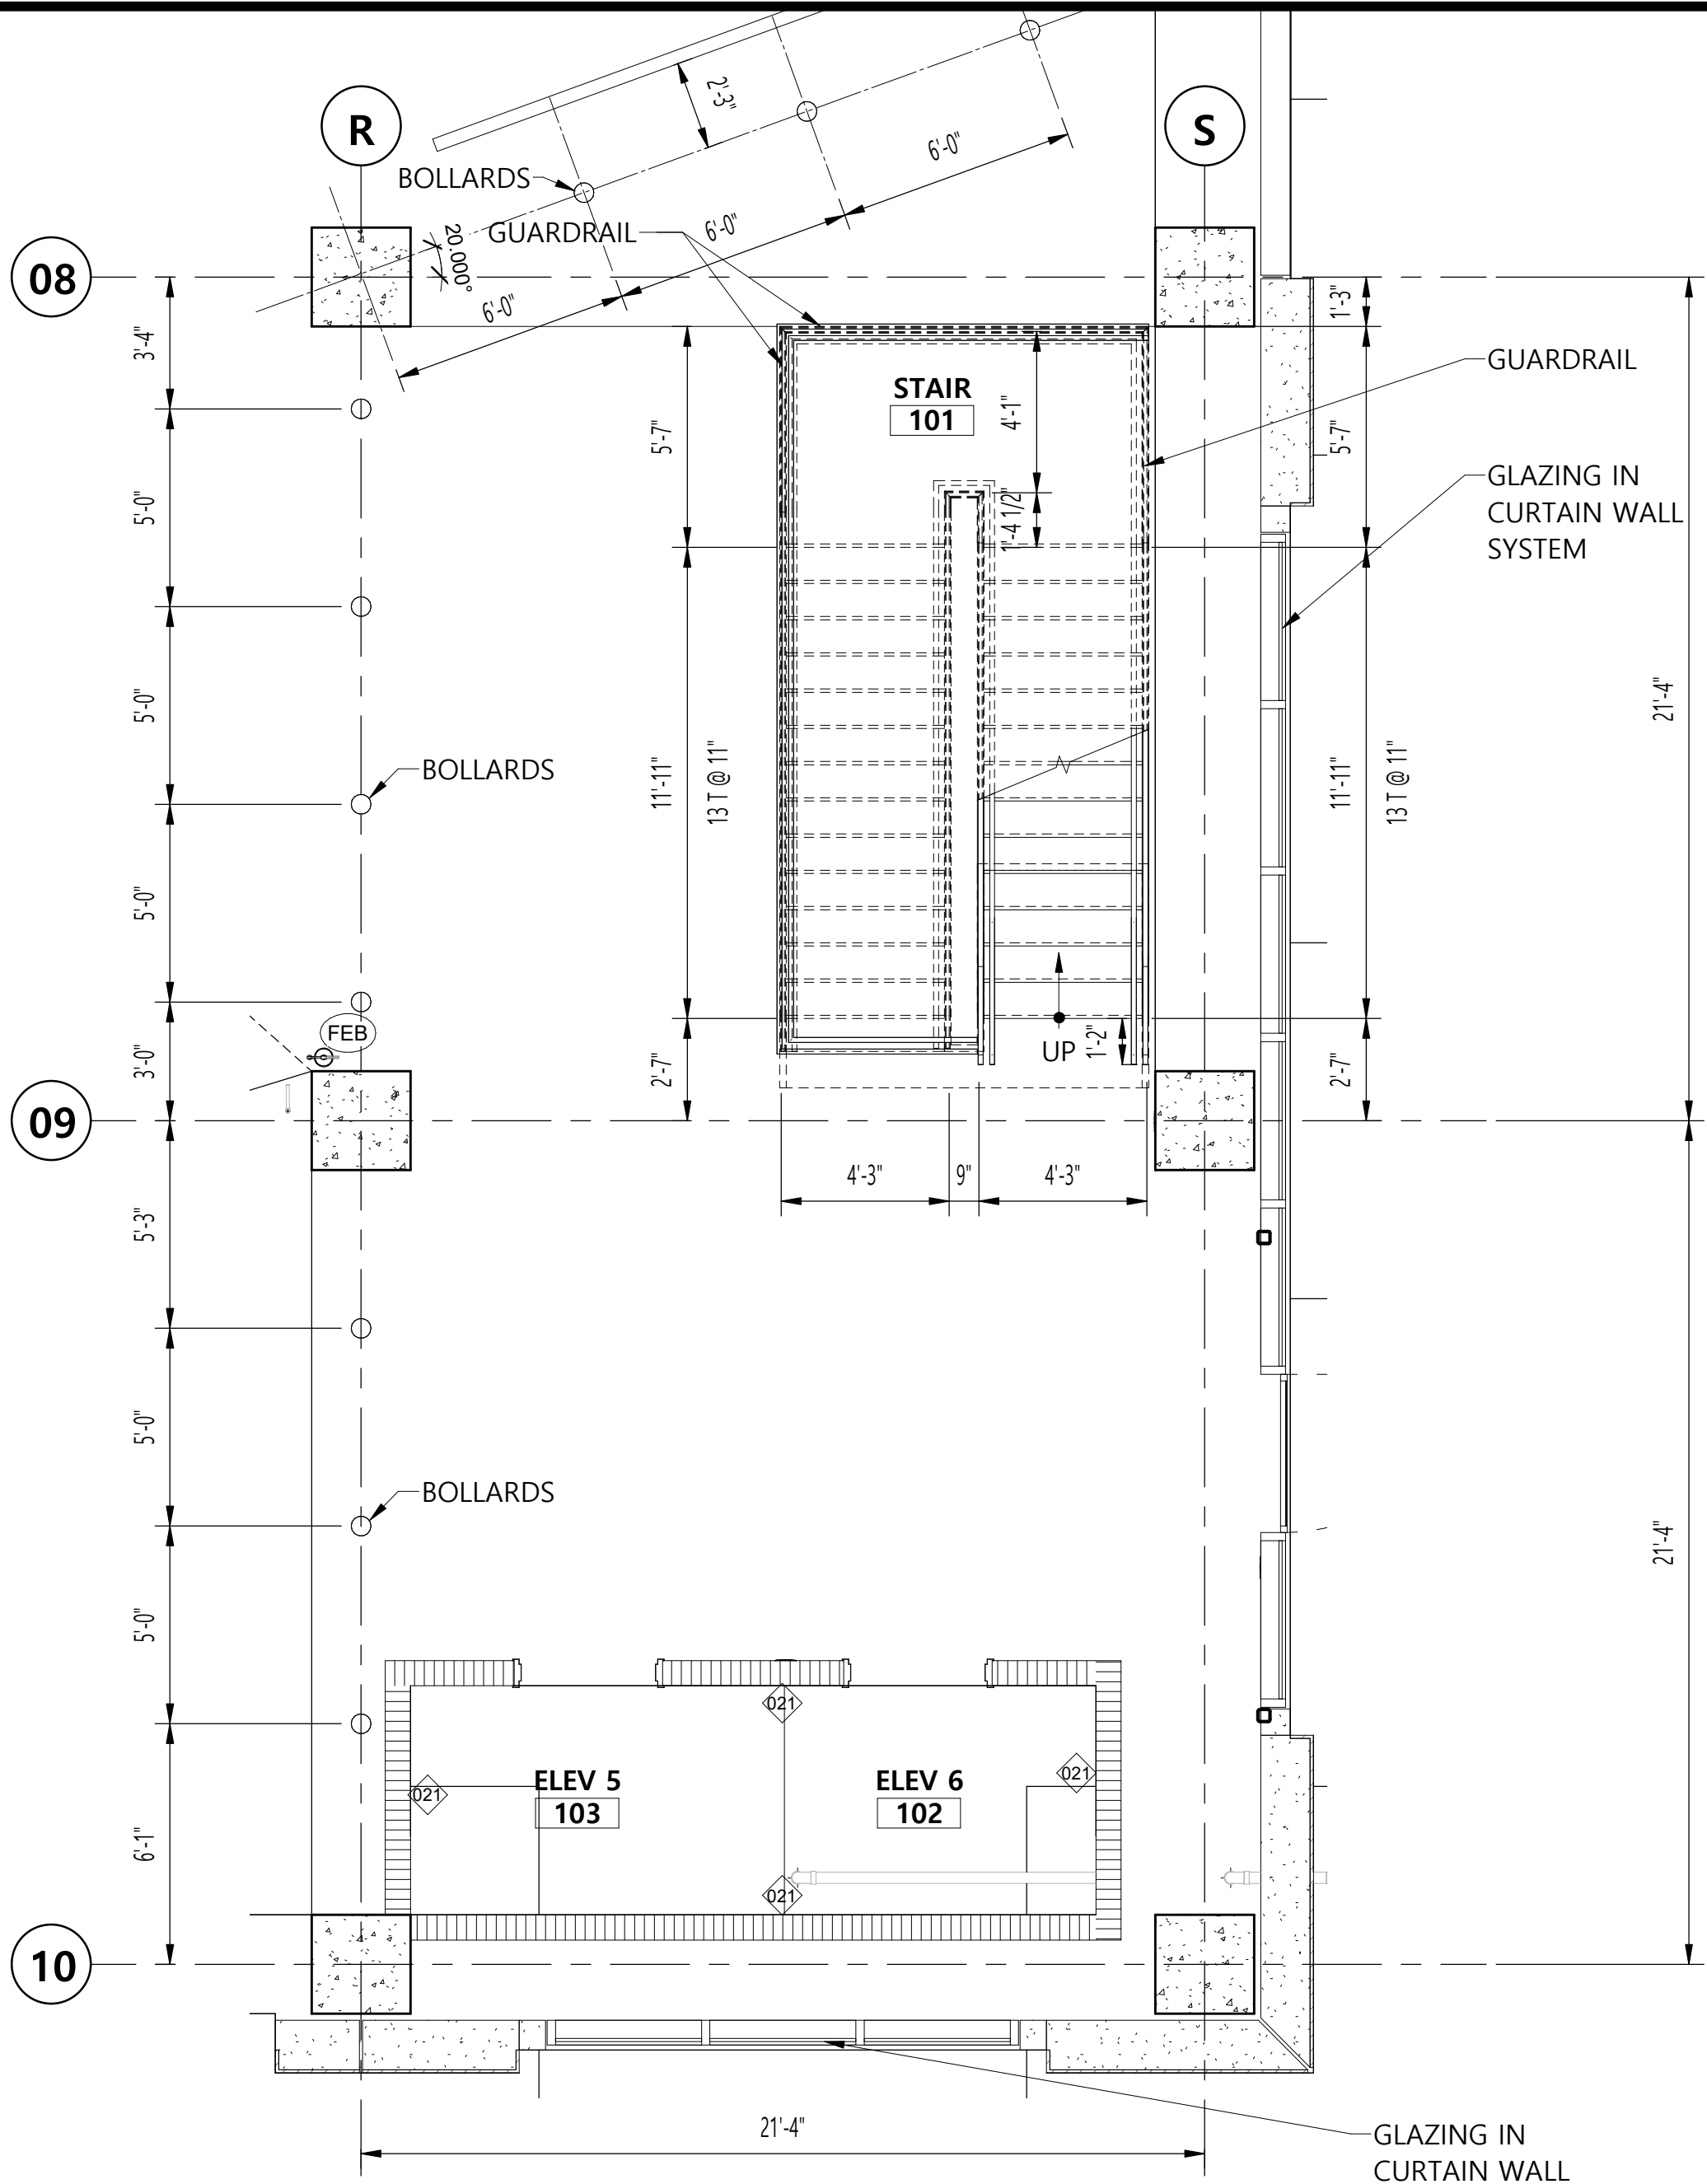 2'-3"
R
S
6'-0"
BOLLARDS
6'-0"
GUARDRAIL
20.000°
6'-0"
08
1'-3"
3'-4"
GUARDRAIL
STAIR
101
4'-1"
5'-7"
5'-7"
GLAZING IN
CURTAIN WALL
SYSTEM
5'-0"
1'-4 1/2"
5'-0"
21'-4"
BOLLARDS
11'-11"
13 T @ 11"
11'-11"
13 T @ 11"
5'-0"
5'-0"
FEB
3'-0"
UP
1'-2"
2'-7"
2'-7"
09
4'-3"
9"
4'-3"
5'-3"
5'-0"
BOLLARDS
21'-4"
5'-0"
021
ELEV 5
103
ELEV 6
102
021
021
6'-1"
021
10
21'-4"
GLAZING IN
CURTAIN WALL